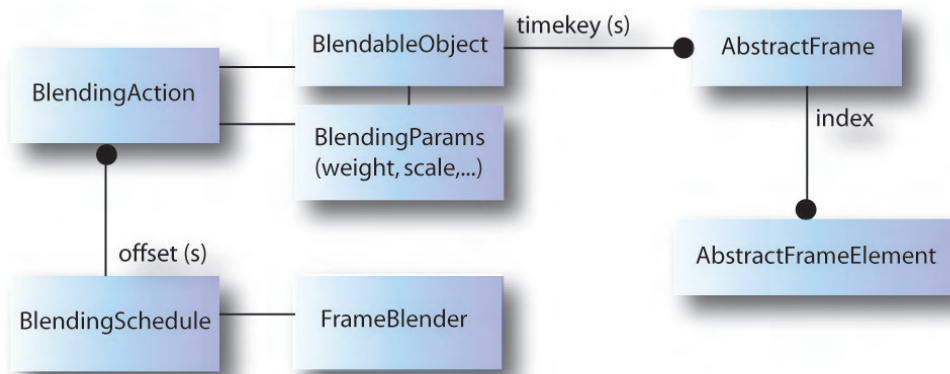 BlendableObject
timekey (s)
AbstractFrame
BlendingAction
BlendingParams
(weight, scale,...)
index
offset (s)
AbstractFrameElement
BlendingSchedule
FrameBlender